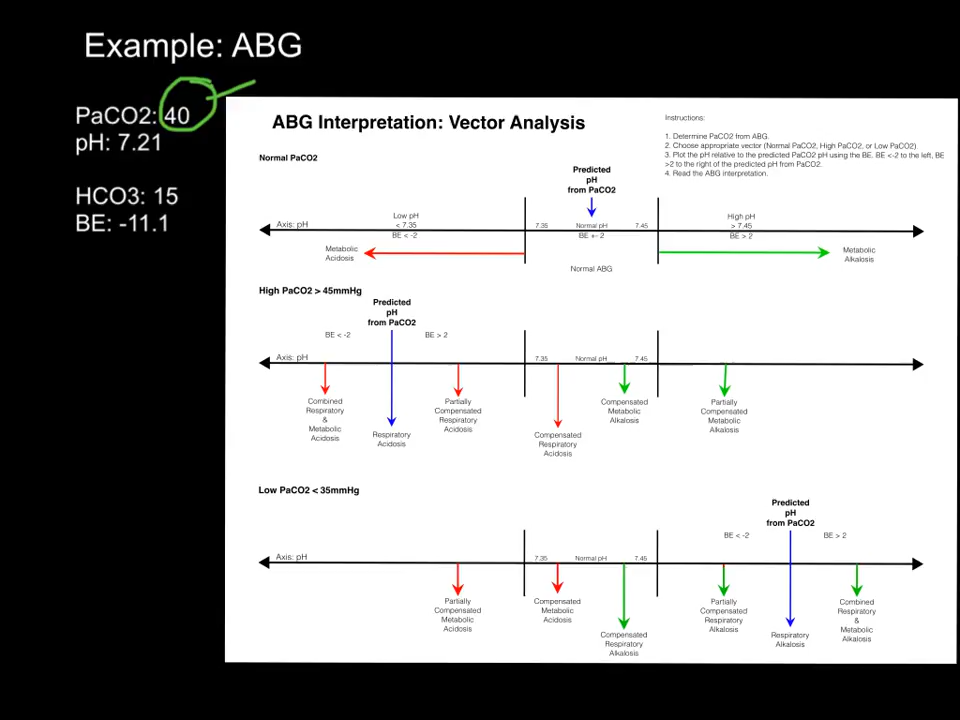 Example: ABG
PaCO2: 40
pH: 7.21
HCO3: 15
BE: -11.1
ABG Interpretation: Vector Analysis
Instructions:
1. Determine PaCO2 from ABG.
2. Choose appropriate vector (Normal PaCO2, High PaCO2, or Low PaCO2).
3. Plot the pH relative to the predicted PaCO2 pH using the BE. BE <-2 to the left, BE
>2 to the right of the predicted pH from PaCO2.
4. Read the ABG interpretation.
Normal PaCO2
Predicted
pH
from PaCO2
Axis: pH
Low pH
< 7.35
BE < -2
7.35
Normal pH
BE +- 2
7.45
High pH
> 7.45
BE > 2
Metabolic
Acidosis
Normal ABG
Metabolic
Alkalosis
High PaCO2 > 45mmHg
Predicted
pH
from PaCO2
BE < -2
BE > 2
Axis: pH
7.35
Normal pH
7.45
Combined
Respiratory
&
Metabolic
Acidosis
Respiratory
Acidosis
Partially
Compensated
Respiratory
Acidosis
Compensated
Respiratory
Acidosis
Compensated
Metabolic
Alkalosis
Partially
Compensated
Metabolic
Alkalosis
Low PaCO2 < 35mmHg
Predicted
pH
from PaCO2
BE < -2
BE > 2
Axis: pH
7.35
Normal pH
7.45
Partially
Compensated
Metabolic
Acidosis
Compensated
Metabolic
Acidosis
Compensated
Respiratory
Alkalosis
Partially
Compensated
Respiratory
Alkalosis
Respiratory
Alkalosis
Combined
Respiratory
&
Metabolic
Alkalosis